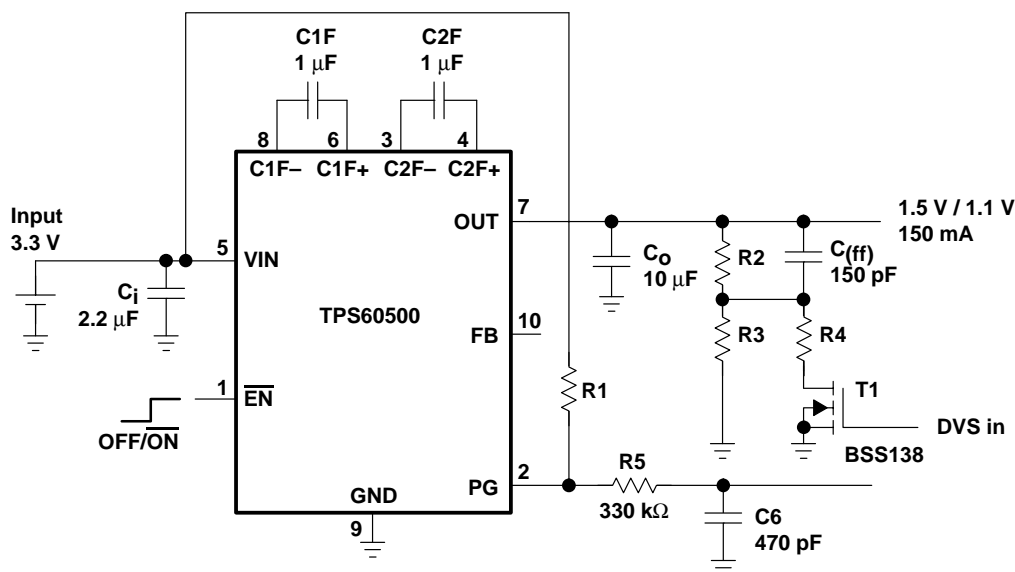 C1F
1 μF
C2F
1 μF
8
6
3
4
C1F–
C1F+
C2F–
C2F+
Input
3.3 V
5
VIN
OUT
7
1.5 V / 1.1 V
150 mA
Ci
2.2 μF
Co
10 μF
R2
C(ff)
150 pF
TPS60500
FB
10
R3
R4
1
EN
OFF/ON
R1
T1
DVS in
BSS138
PG
2
R5
330 kΩ
GND
9
C6
470 pF